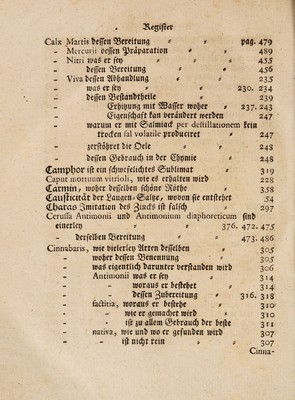 Register
Calx Martis dessen Bereitung pag. 479
- Mercurii dessen Präparation 489
- Nitri was er sey 455
- dessen Bereitung 456
- Viva dessen Abhandlung 235
- was er sey 230. 234
- dessen Bestandtheile 239
- Erhitzung mit Wasser woher 237. 243
Eigenschaft kan verändert werden 247
- warum er mit Salmiak per destillationem kein
trocken sal volatile produciret 247
- zerstöhret die Oele 248
- dessen Gebrauch in der Chymie 248
Camphor ist ein schwefelichtes Sublimat 319
Caput mortuum vitrioli, wie es erhalten wird 228
Carmin, woher desselben schöne Röthe 358
Causticität der Laugen-Saltze, wovon sie entstehet 54
Charas Imitation des Zincks ist falsch 297
Cerussa Antimonii und Antimonium diaphoreticum sind
einerley 376. 472. 475
- derselben Bereitung 473. 486
Cinnabaris, wie vielerley Arten desselben 305
- woher dessen Benennung 305
- was eigentlich darunter verstanden wird 306
- Antimonii was er sey 314
- woraus er bestehet 314
- dessen Zubereitung 316. 318
- factitia, woraus er bestehe 310
- wie er gemachet wird 310
- ist zu allem Gebrauch der beste 311
- nativa, wie und wo er gefunden wird 307
- ist nicht rein 307
Cinna-